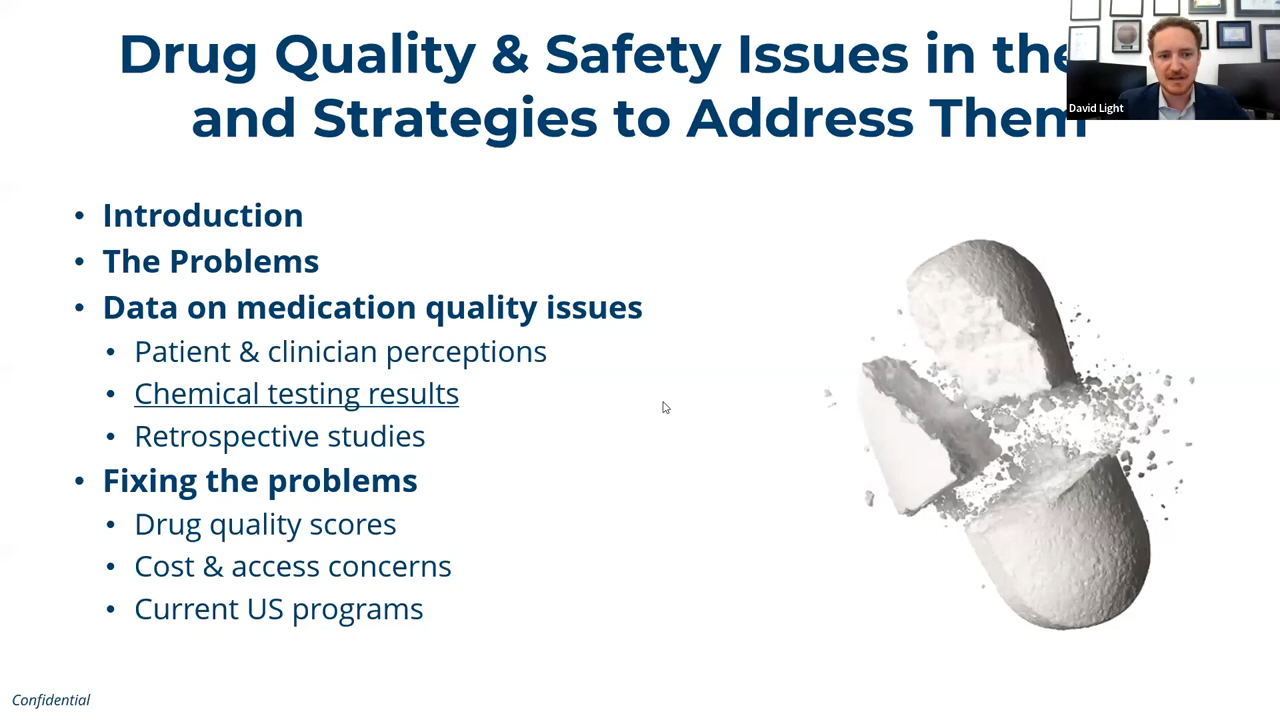 Drug Quality & Safety Issues in the
and Strategies to Address Them
David Light
• Introduction
• The Problems
• Data on medication quality issues
• Patient & clinician perceptions
• Chemical testing results
• Retrospective studies
• Fixing the problems
• Drug quality scores
• Cost & access concerns
• Current US programs
Confidential